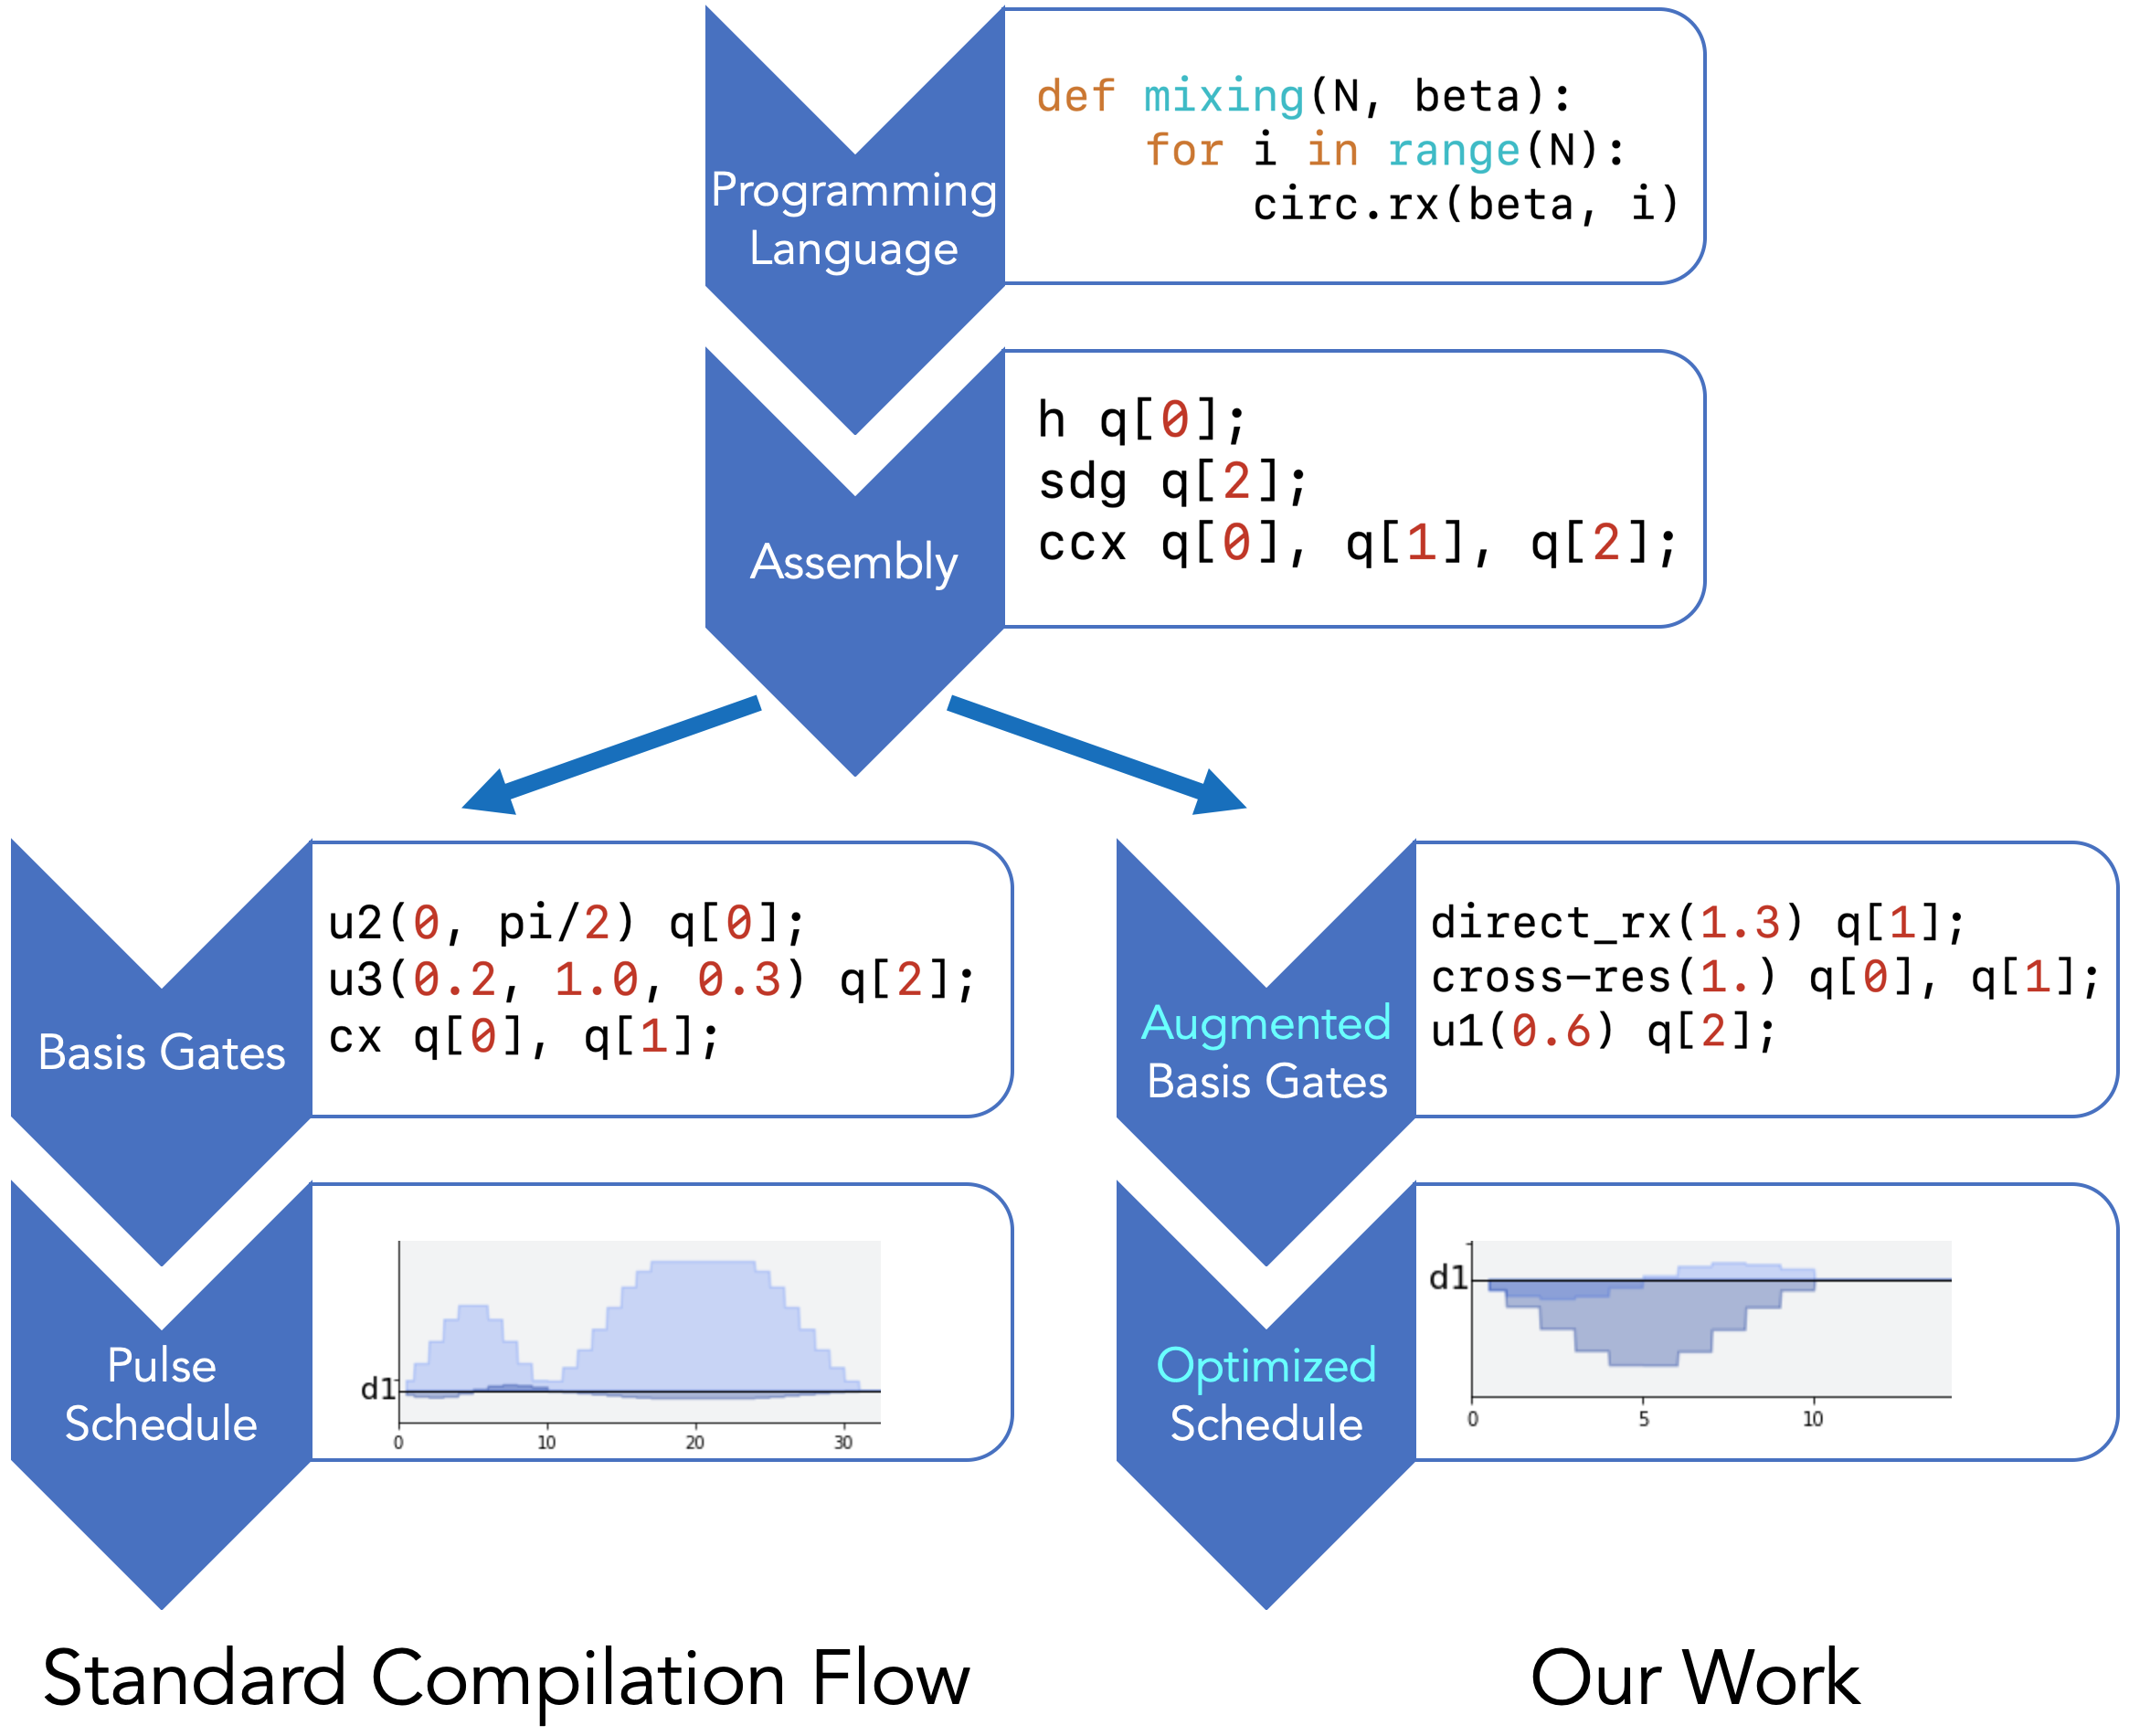 Programming
Language
def mixing(N, beta):
for i in range(N):
circ.rx(beta, i)
Assembly
h q[0];
sdg q[2];
ccx q[0], q[1], q[2];
Basis Gates
u2(0, pi/2) q[0];
u3(0.2, 1.0, 0.3) q[2];
cx q[0], q[1];
Augmented
Basis Gates
direct_rx(1.3) q[1];
cross-res(1.) q[0], q[1];
u1(0.6) q[2];
Pulse
Schedule
d1
0 10 20 30
Optimized
Schedule
d1
0 5 10
Standard Compilation Flow
Our Work